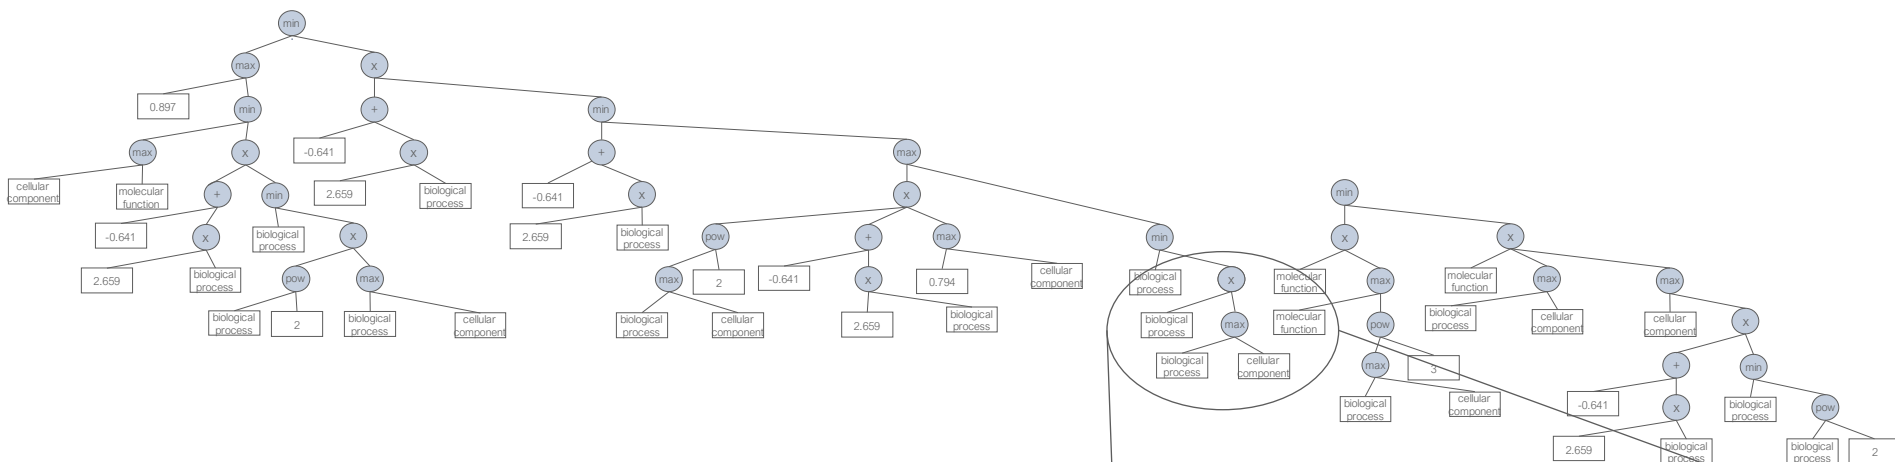 min
max
x
0.897
min
+
min
max
x
-0.641
x
+
max
cellular
component
molecular
function
+
min
2.659
biological
process
-0.641
x
x
min
-0.641
x
biological
process
x
2.659
biological
process
pow
+
max
min
x
x
2.659
biological
process
pow
max
max
2
-0.641
x
0.794
cellular
component
biological
process
x
molecular
function
max
molecular
function
max
max
biological
process
2
biological
process
cellular
component
biological
process
cellular
component
2.659
biological
process
biological
process
max
molecular
function
pow
biological
process
cellular
component
cellular
component
x
biological
process
cellular
component
max
3
+
min
biological
process
cellular
component
-0.641
x
biological
process
pow
2.659
biological
process
biological
process
2